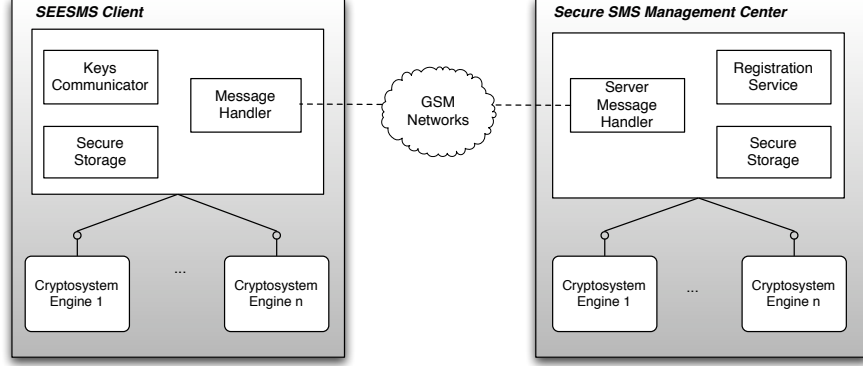 SEESMS Client
Keys
Communicator
Message
Handler
Secure
Storage
Cryptosystem
Engine 1
...
Cryptosystem
Engine n
GSM
Networks
Secure SMS Management Center
Server
Message
Handler
Registration
Service
Secure
Storage
Cryptosystem
Engine 1
...
Cryptosystem
Engine n